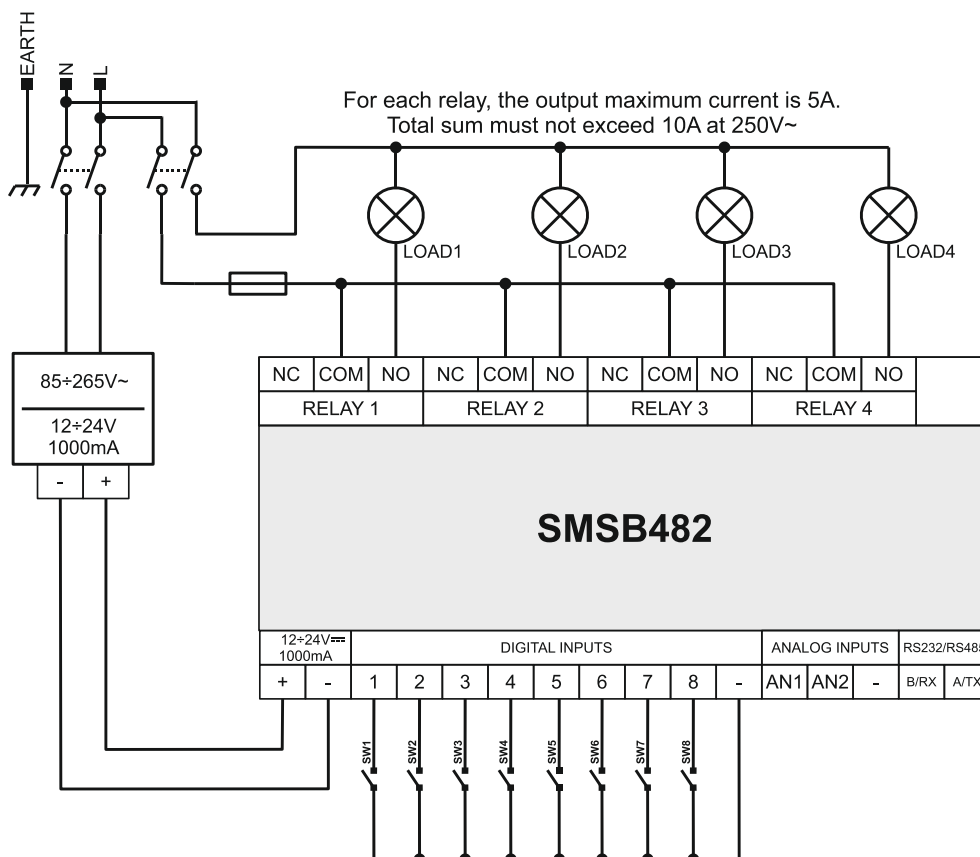 EARTH
N
L
For each relay, the output maximum current is 5A.
Total sum must not exceed 10A at 250V~
LOAD1
LOAD2
LOAD3
LOAD4
85÷265V~
12÷24V
1000mA
- +
NC COM NO NC COM NO NC COM NO NC COM NO
RELAY 1 RELAY 2 RELAY 3 RELAY 4
SMSB482
12÷24V⎓
1000mA
DIGITAL INPUTS
ANALOG INPUTS
RS232/RS485
+ - 1 2 3 4 5 6 7 8 - AN1 AN2 - B/RX A/TX
SW1
SW2
SW3
SW4
SW5
SW6
SW7
SW8